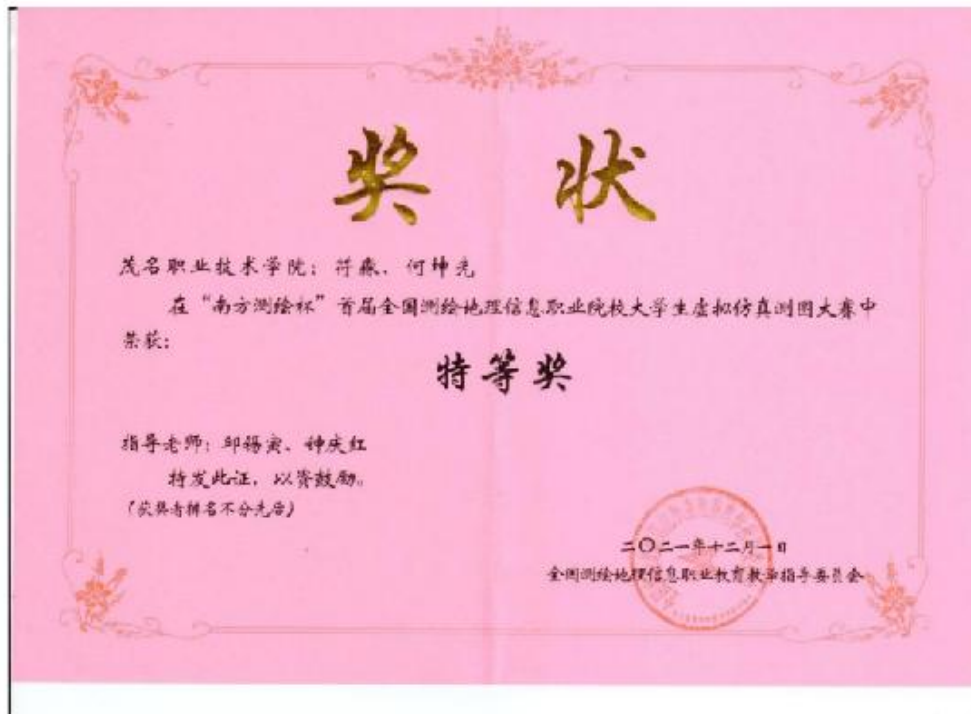 奖 状
茂名职业技术学院：符淼、何坤先
在“南方测绘杯”首届全国测绘地理信息职业院校大学生虚拟仿真测图大赛中
荣获：
特等奖
指导老师：邱锡寅、钟庆红
特发此证，以资鼓励。
（获奖者排名不分先后）
二〇二一年十二月一日
全国测绘地理信息职业教育教学指导委员会